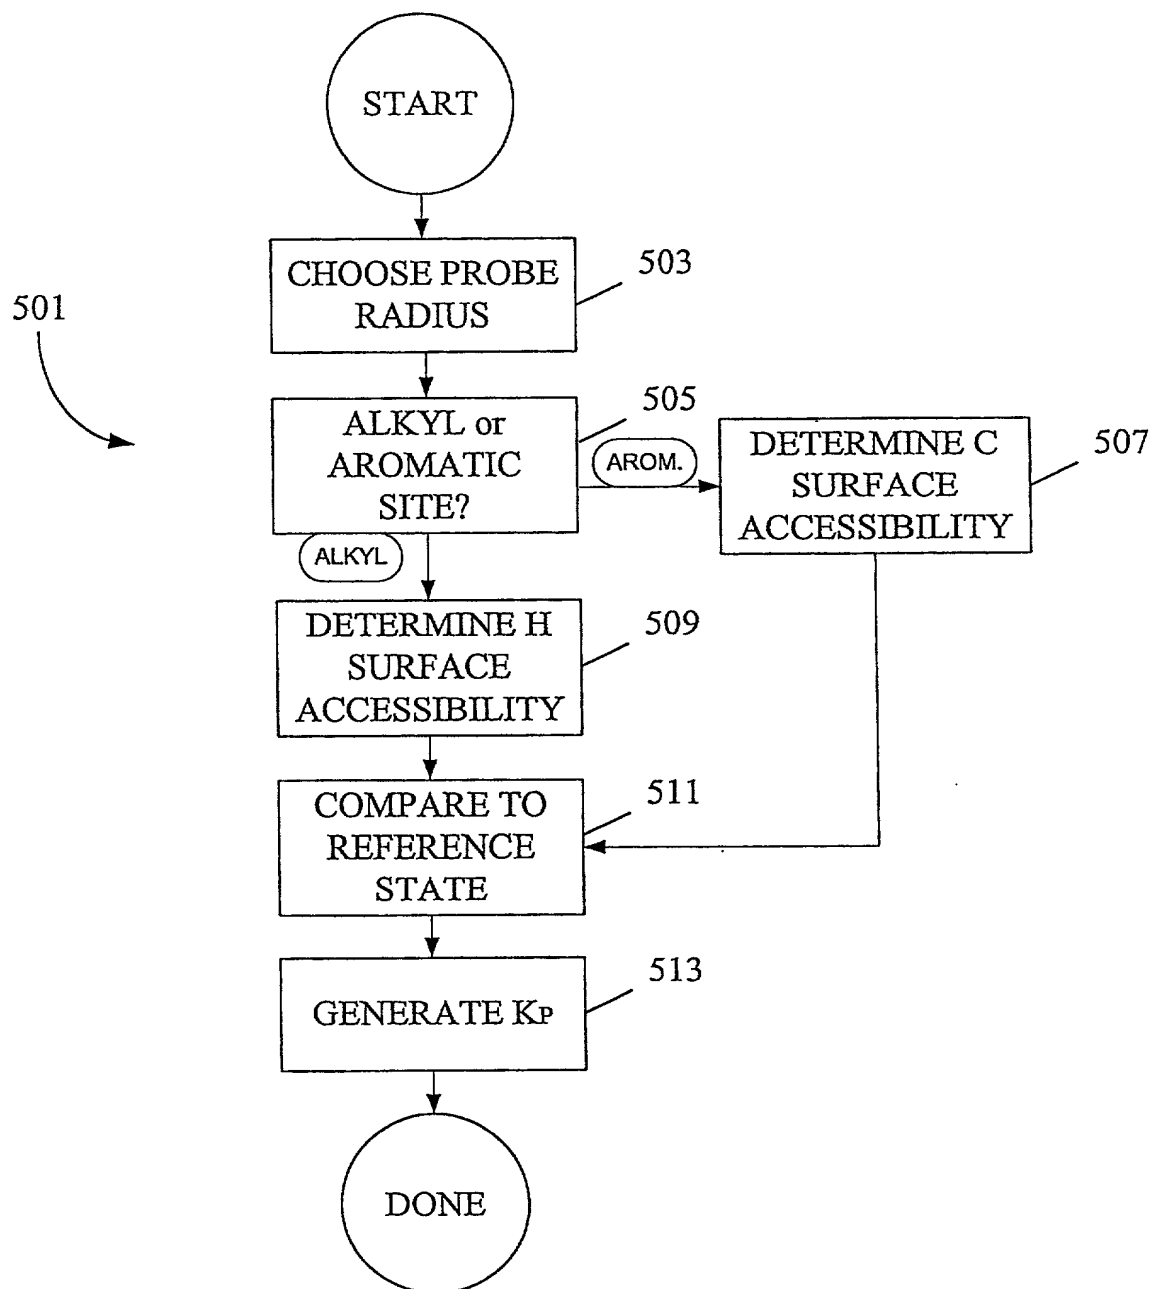 START
CHOOSE PROBE
RADIUS
503
501
ALKYL or
AROMATIC
SITE?
505
AROM.
DETERMINE C
SURFACE
ACCESSIBILITY
507
ALKYL
DETERMINE H
SURFACE
ACCESSIBILITY
509
COMPARE TO
REFERENCE
STATE
511
GENERATE KP
513
DONE